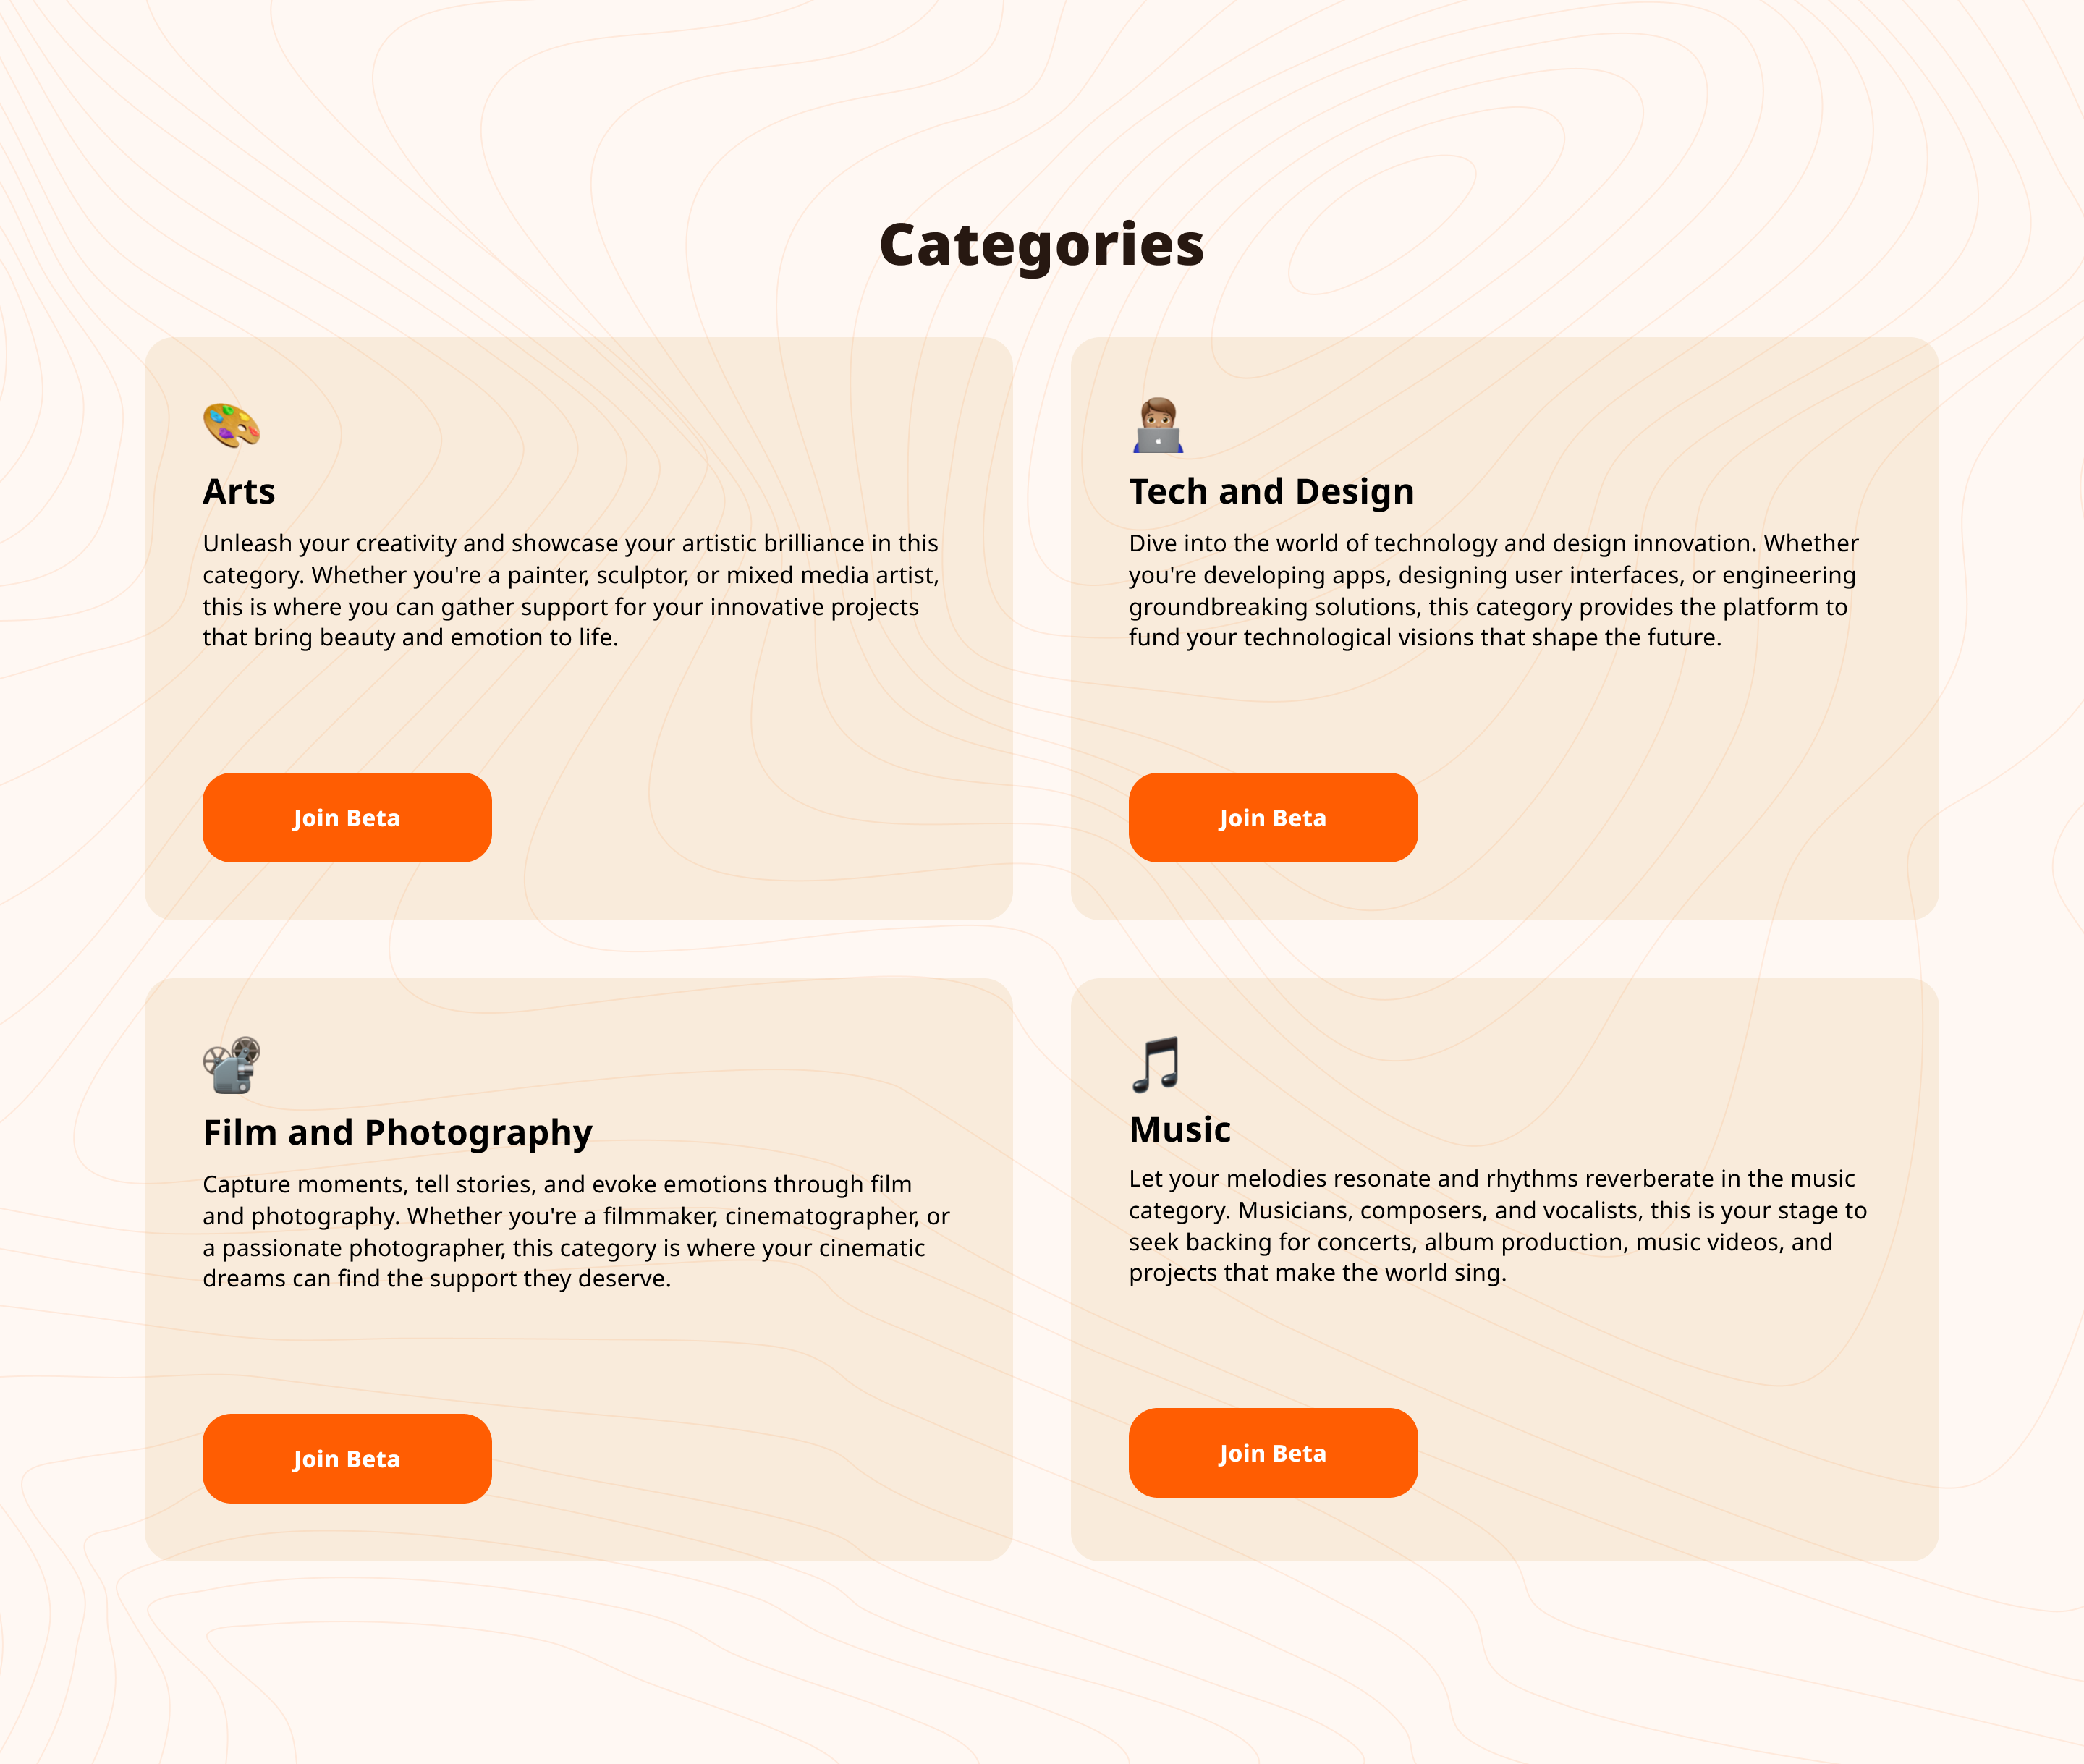 Categories
Arts
Unleash your creativity and showcase your artistic brilliance in this
category. Whether you're a painter, sculptor, or mixed media artist,
this is where you can gather support for your innovative projects
that bring beauty and emotion to life.
Join Beta
Tech and Design
Dive into the world of technology and design innovation. Whether
you're developing apps, designing user interfaces, or engineering
groundbreaking solutions, this category provides the platform to
fund your technological visions that shape the future.
Join Beta
Film and Photography
Capture moments, tell stories, and evoke emotions through film
and photography. Whether you're a filmmaker, cinematographer, or
a passionate photographer, this category is where your cinematic
dreams can find the support they deserve.
Join Beta
Music
Let your melodies resonate and rhythms reverberate in the music
category. Musicians, composers, and vocalists, this is your stage to
seek backing for concerts, album production, music videos, and
projects that make the world sing.
Join Beta